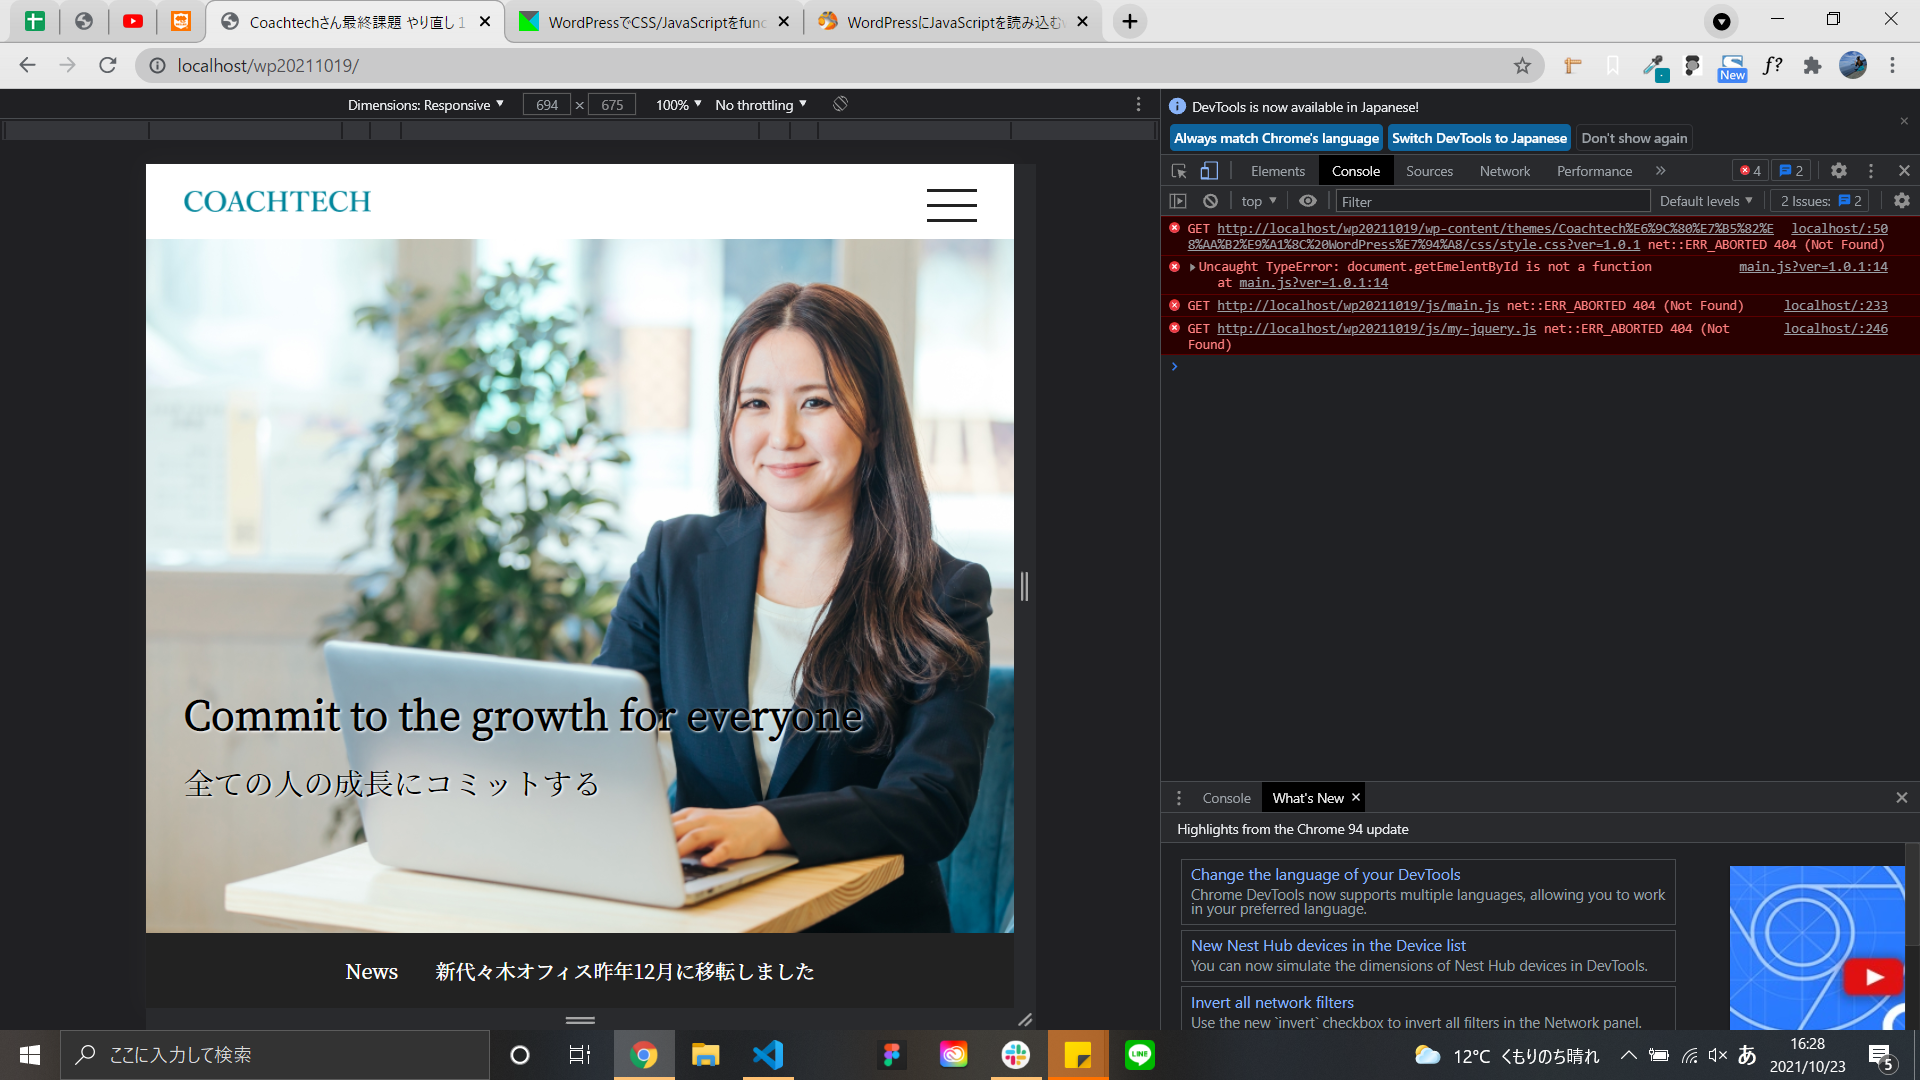 Coachtechさん最終課題 やり直し 1
WordPressでCSS/JavaScriptをfunc
WordPressにJavaScriptを読み込む
localhost/wp20211019/
New
f?
Dimensions: Responsive
694 × 675
100%
No throttling
DevTools is now available in Japanese!
Always match Chrome's language
Switch DevTools to Japanese
Don't show again
Elements
Console
Sources
Network
Performance
4
2
top
Filter
Default levels
2 Issues: 2
GET http://localhost/wp20211019/wp-content/themes/Coachtech%E6%9C%80%E7%B5%82%E localhost/:50
8%AA%B2%E9%A1%8C%20WordPress%E7%94%A8/css/style.css?ver=1.0.1 net::ERR_ABORTED 404 (Not Found)
Uncaught TypeError: document.getEmelentById is not a function main.js?ver=1.0.1:14
at main.js?ver=1.0.1:14
GET http://localhost/wp20211019/js/main.js net::ERR_ABORTED 404 (Not Found) localhost/:233
GET http://localhost/wp20211019/js/my-jquery.js net::ERR_ABORTED 404 (Not localhost/:246
Found)
COACHTECH
Commit to the growth for everyone
全ての人の成長にコミットする
News 新代々木オフィス昨年12月に移転しました
Console
What's New
Highlights from the Chrome 94 update
Change the language of your DevTools
Chrome DevTools now supports multiple languages, allowing you to work
in your preferred language.
New Nest Hub devices in the Device list
You can now simulate the dimensions of Nest Hub devices in DevTools.
Invert all network filters
Use the new `invert` checkbox to invert all filters in the Network panel.
ここに入力して検索
LINE
12°C くもりのち晴れ
あ
16:28
2021/10/23
5